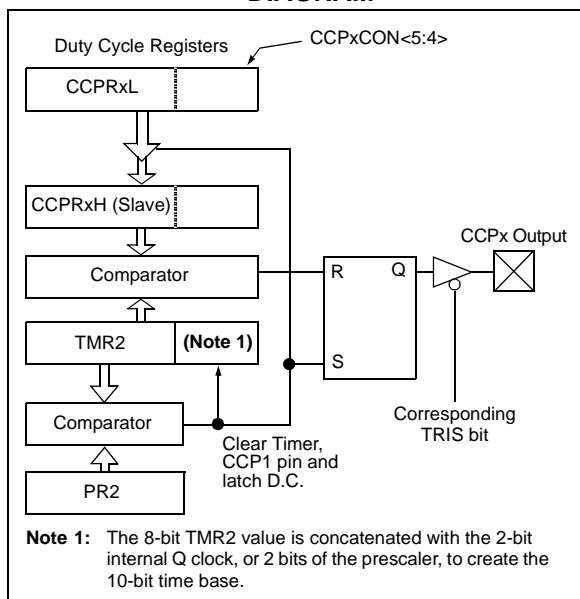 Duty Cycle Registers
CCPxCON<5:4>
CCPRxL
CCPRxH (Slave)
CCPx Output
Comparator
R
Q
TMR2
(Note 1)
S
Comparator
Corresponding
TRIS bit
Clear Timer,
CCP1 pin and
latch D.C.
PR2
Note 1: The 8-bit TMR2 value is concatenated with the 2-bit
internal Q clock, or 2 bits of the prescaler, to create the
10-bit time base.